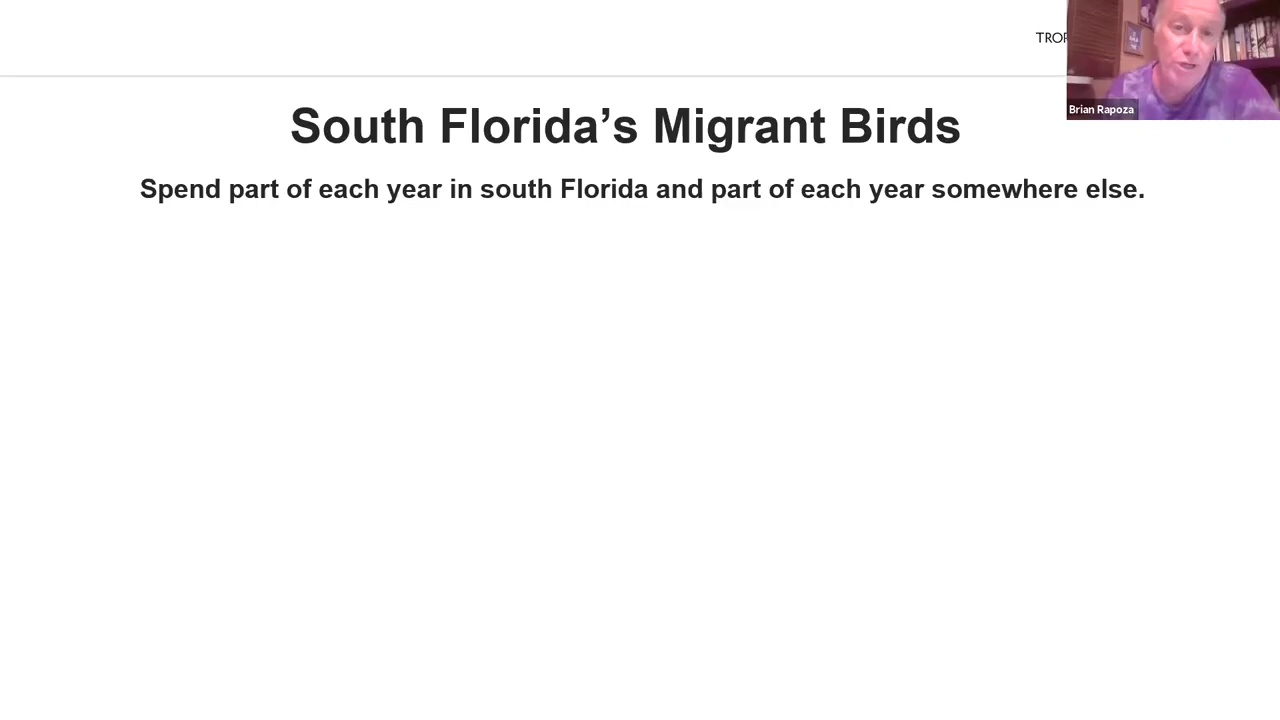 South Florida’s Migrant Birds
Brian Rapoza
Spend part of each year in south Florida and part of each year somewhere else.